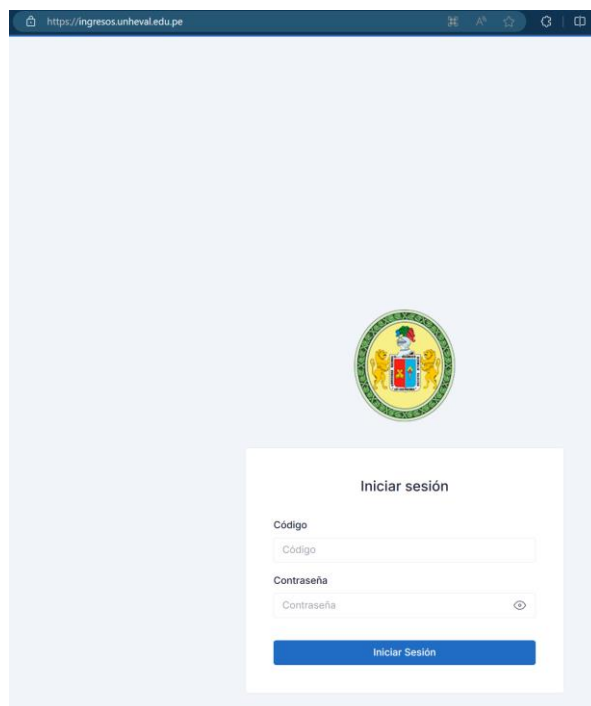 https://ingresos.unheval.edu.pe
Iniciar sesión
Código
Código
Contraseña
Contraseña
Iniciar Sesión